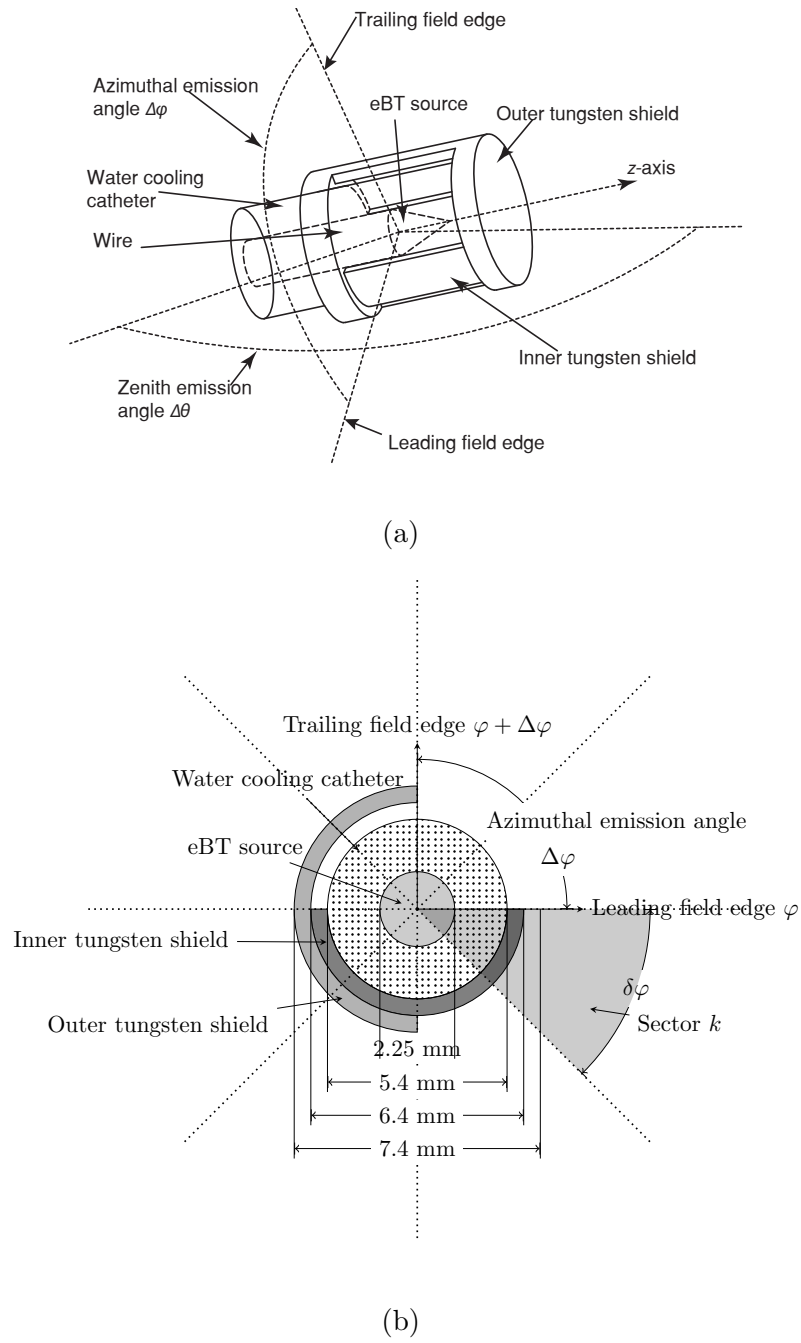 Trailing field edge
Azimuthal emission
angle Δφ
eBT source
Outer tungsten shield
Water cooling
catheter
z-axis
Wire
Inner tungsten shield
Zenith emission
angle Δθ
Leading field edge
(a)
Trailing field edge φ + Δφ
Water cooling catheter
Azimuthal emission angle
eBT source
Δφ
Leading field edge φ
Inner tungsten shield
δφ
Outer tungsten shield
Sector k
2.25 mm
5.4 mm
6.4 mm
7.4 mm
(b)